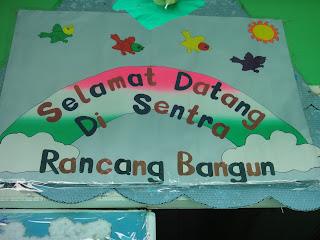 Selamat Datang
Di Sentra
Rancang Bangun